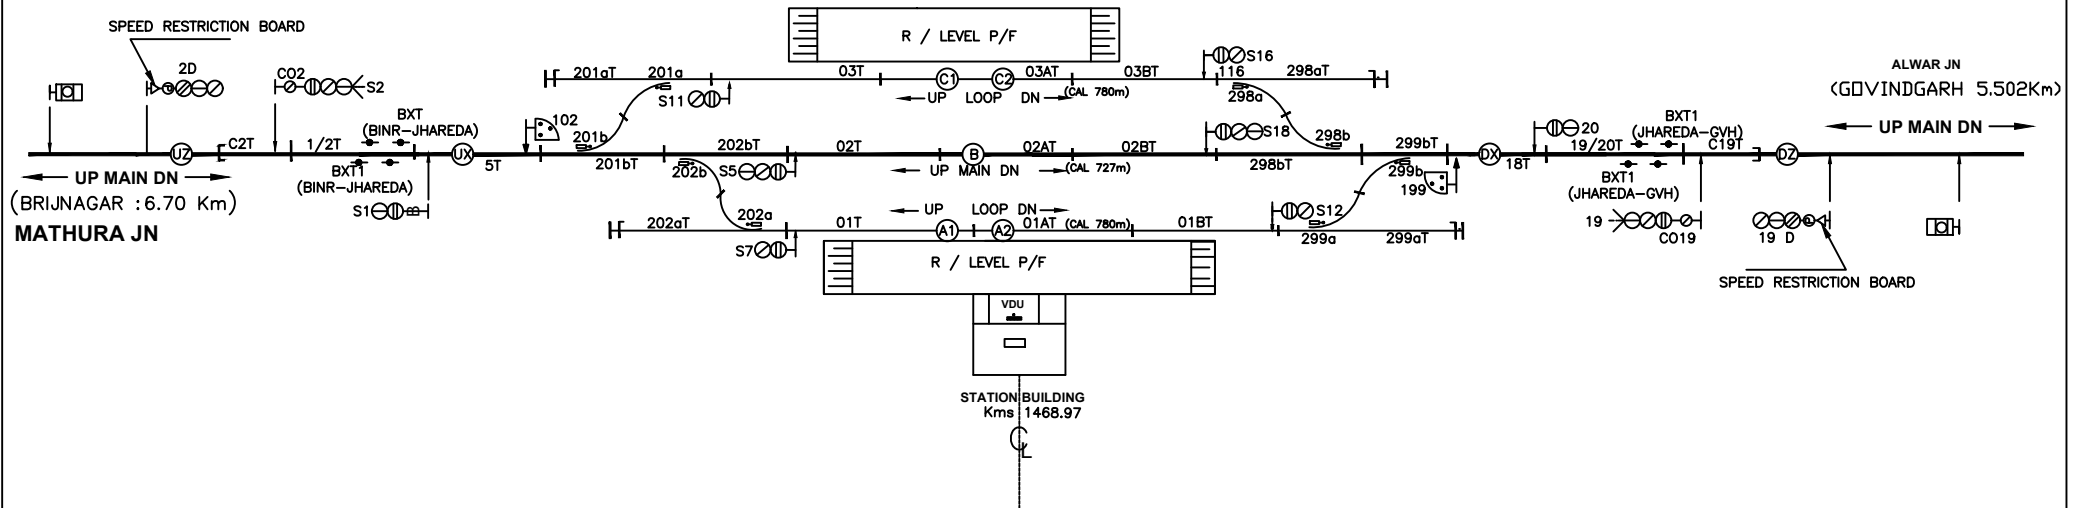 SPEED RESTRICTION BOARD
R / LEVEL P/F
ALWAR JN
(GOVINDGARH 5.502Km)
UP MAIN DN
2D
CO2
S2
201aT
201a
03T
C1
C2
03AT
03BT
S16
116
298aT
298a
S11
UP LOOP DN
(CAL 780m)
BXT
(BINR-JHAREDA)
102
201b
BXT1
(JHAREDA-GVH)
UZ
C2T
1/2T
UX
5T
201bT
202bT
02T
B
02AT
02BT
S18
298b
298bT
299bT
DX
18T
20
19/20T
C19T
DZ
BXT1
(BINR-JHAREDA)
202b
S5
UP MAIN DN
(CAL 727m)
299b
199
BXT1
(JHAREDA-GVH)
UP MAIN DN
(BRIJNAGAR :6.70 Km)
MATHURA JN
S1
B
202aT
202a
01T
A1
A2
UP LOOP DN
01AT
(CAL 780m)
01BT
S12
299a
299aT
19
CO19
19 D
S7
R / LEVEL P/F
SPEED RESTRICTION BOARD
VDU
STATION BUILDING
Kms 1468.97
CL